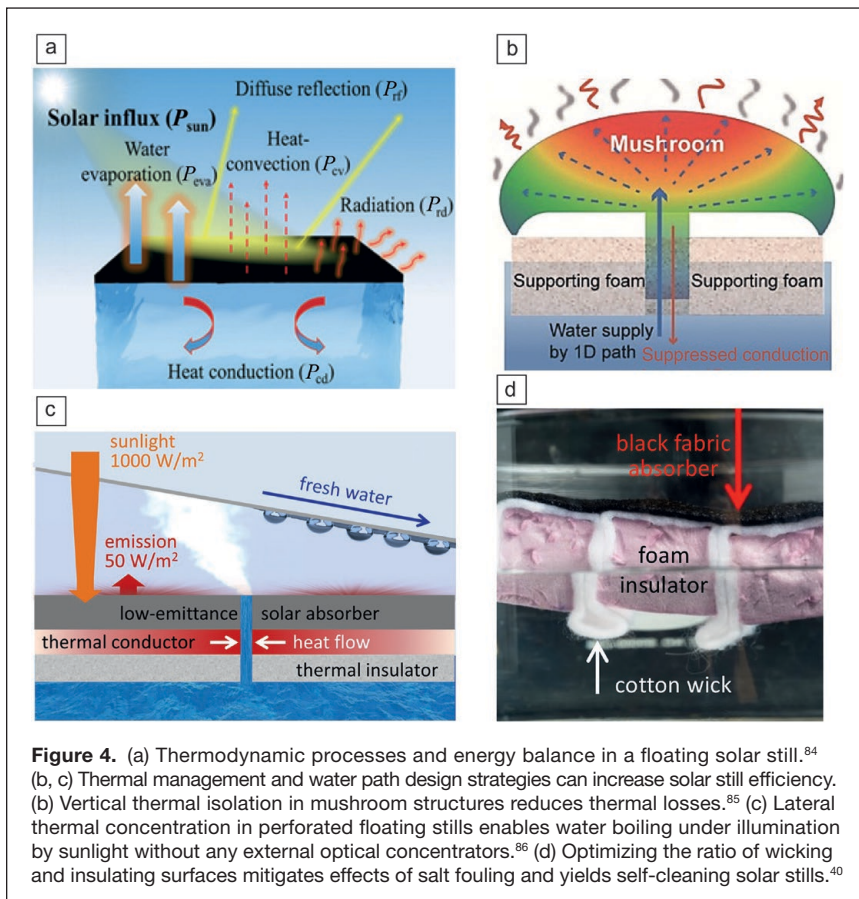 a
Solar influx (P_sun)
Diffuse reflection (P_rf)
Water
evaporation (P_eva)
Heat-
convection (P_cv)
Radiation (P_rd)
Heat conduction (P_cd)
b
Mushroom
Supporting foam
Supporting foam
Water supply
by 1D path
Suppressed conduction
c
sunlight
1000 W/m²
fresh water
emission
50 W/m²
low-emittance
solar absorber
thermal conductor
heat flow
thermal insulator
d
black fabric
absorber
foam
insulator
cotton wick
Figure 4. (a) Thermodynamic processes and energy balance in a floating solar still.⁸⁴
(b, c) Thermal management and water path design strategies can increase solar still efficiency.
(b) Vertical thermal isolation in mushroom structures reduces thermal losses.⁸⁵ (c) Lateral
thermal concentration in perforated floating stills enables water boiling under illumination
by sunlight without any external optical concentrators.⁸⁶ (d) Optimizing the ratio of wicking
and insulating surfaces mitigates effects of salt fouling and yields self-cleaning solar stills.⁴⁰